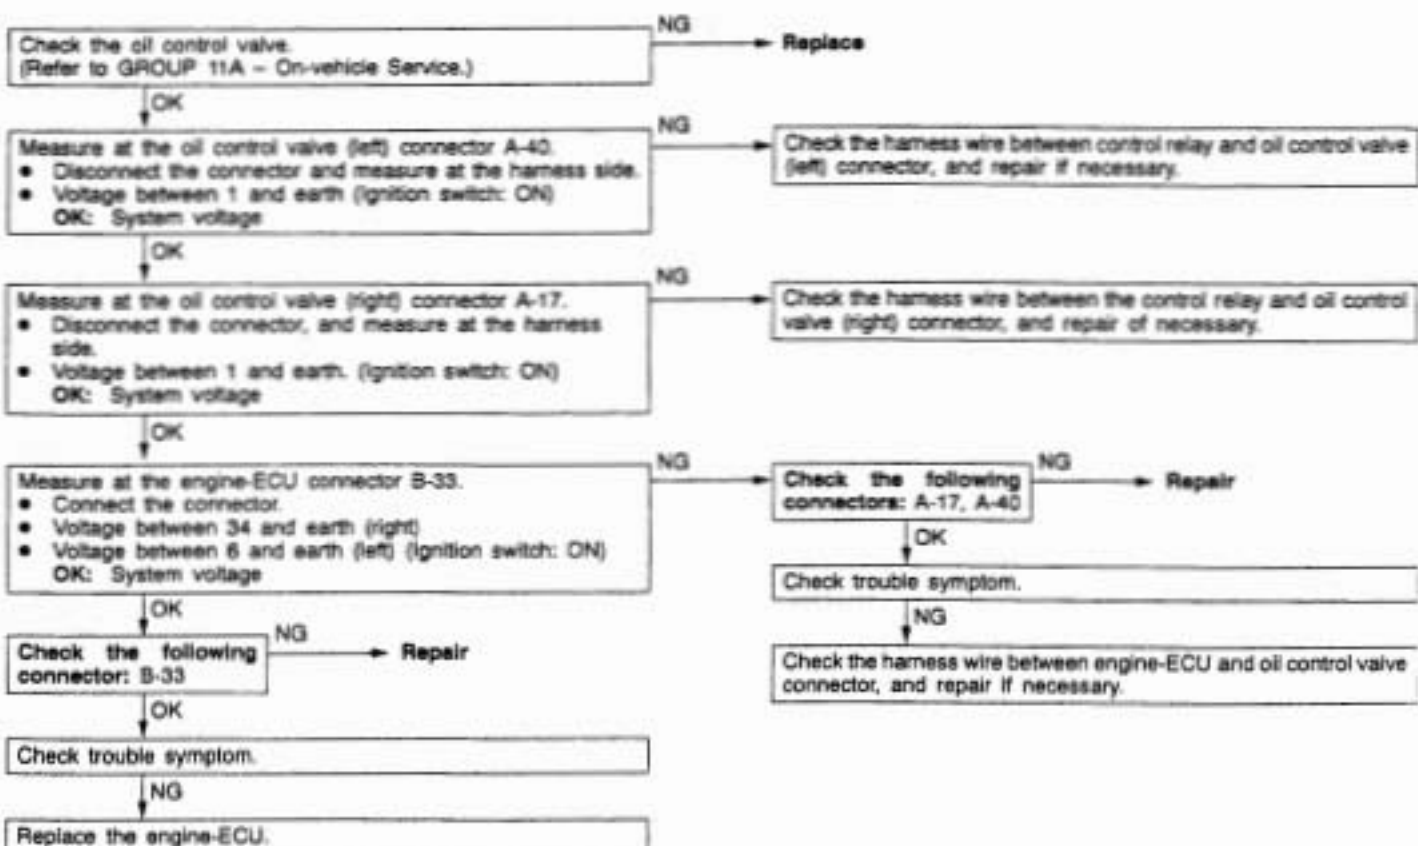 Check the oil control valve.
(Refer to GROUP 11A – On-vehicle Service.)
NG
Replace
OK
Measure at the oil control valve (left) connector A-40.
• Disconnect the connector and measure at the harness side.
• Voltage between 1 and earth (Ignition switch: ON)
OK: System voltage
NG
Check the harness wire between control relay and oil control valve
(left) connector, and repair if necessary.
OK
Measure at the oil control valve (right) connector A-17.
• Disconnect the connector, and measure at the harness
side.
• Voltage between 1 and earth. (Ignition switch: ON)
OK: System voltage
NG
Check the harness wire between the control relay and oil control
valve (right) connector, and repair of necessary.
OK
Measure at the engine-ECU connector B-33.
• Connect the connector.
• Voltage between 34 and earth (right)
• Voltage between 6 and earth (left) (Ignition switch: ON)
OK: System voltage
NG
Check the following
connectors: A-17, A-40
NG
Repair
OK
Check trouble symptom.
NG
Check the harness wire between engine-ECU and oil control valve
connector, and repair if necessary.
OK
Check the following
connector: B-33
NG
Repair
OK
Check trouble symptom.
NG
Replace the engine-ECU.